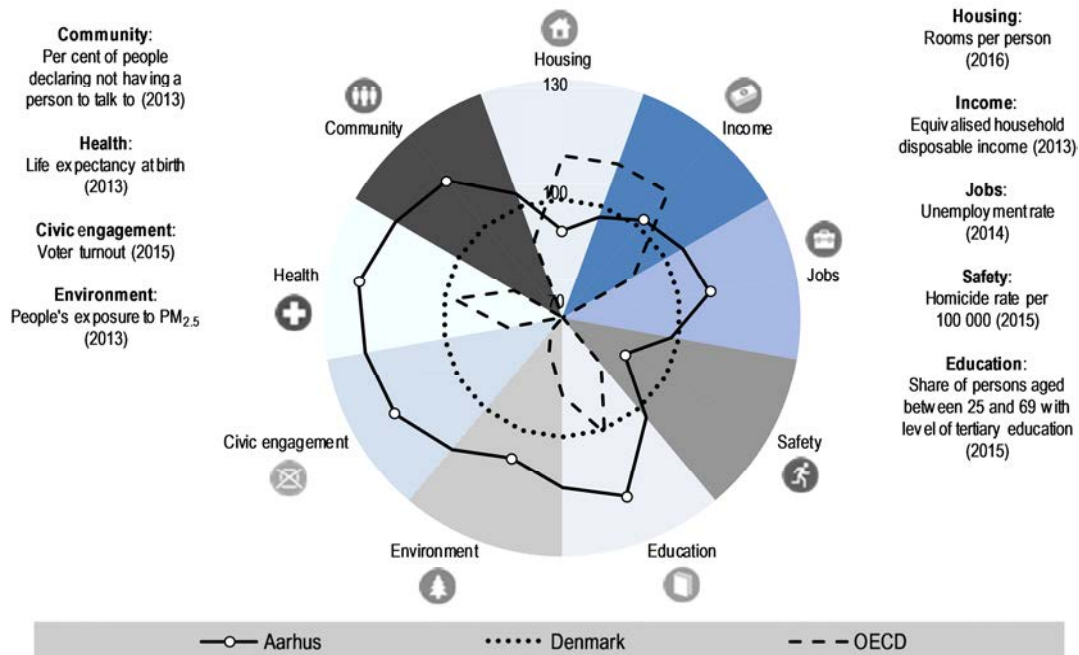 Community:
Per cent of people
declaring not having a
person to talk to (2013)
Health:
Life expectancy at birth
(2013)
Civic engagement:
Voter turnout (2015)
Environment:
People's exposure to PM2.5
(2013)
Housing
130
100
70
Income
Jobs
Safety
Education
Environment
Civic engagement
Health
Community
Housing:
Rooms per person
(2016)
Income:
Equivalised household
disposable income (2013)
Jobs:
Unemployment rate
(2014)
Safety:
Homicide rate per
100 000 (2015)
Education:
Share of persons aged
between 25 and 69 with
level of tertiary education
(2015)
Aarhus
Denmark
OECD